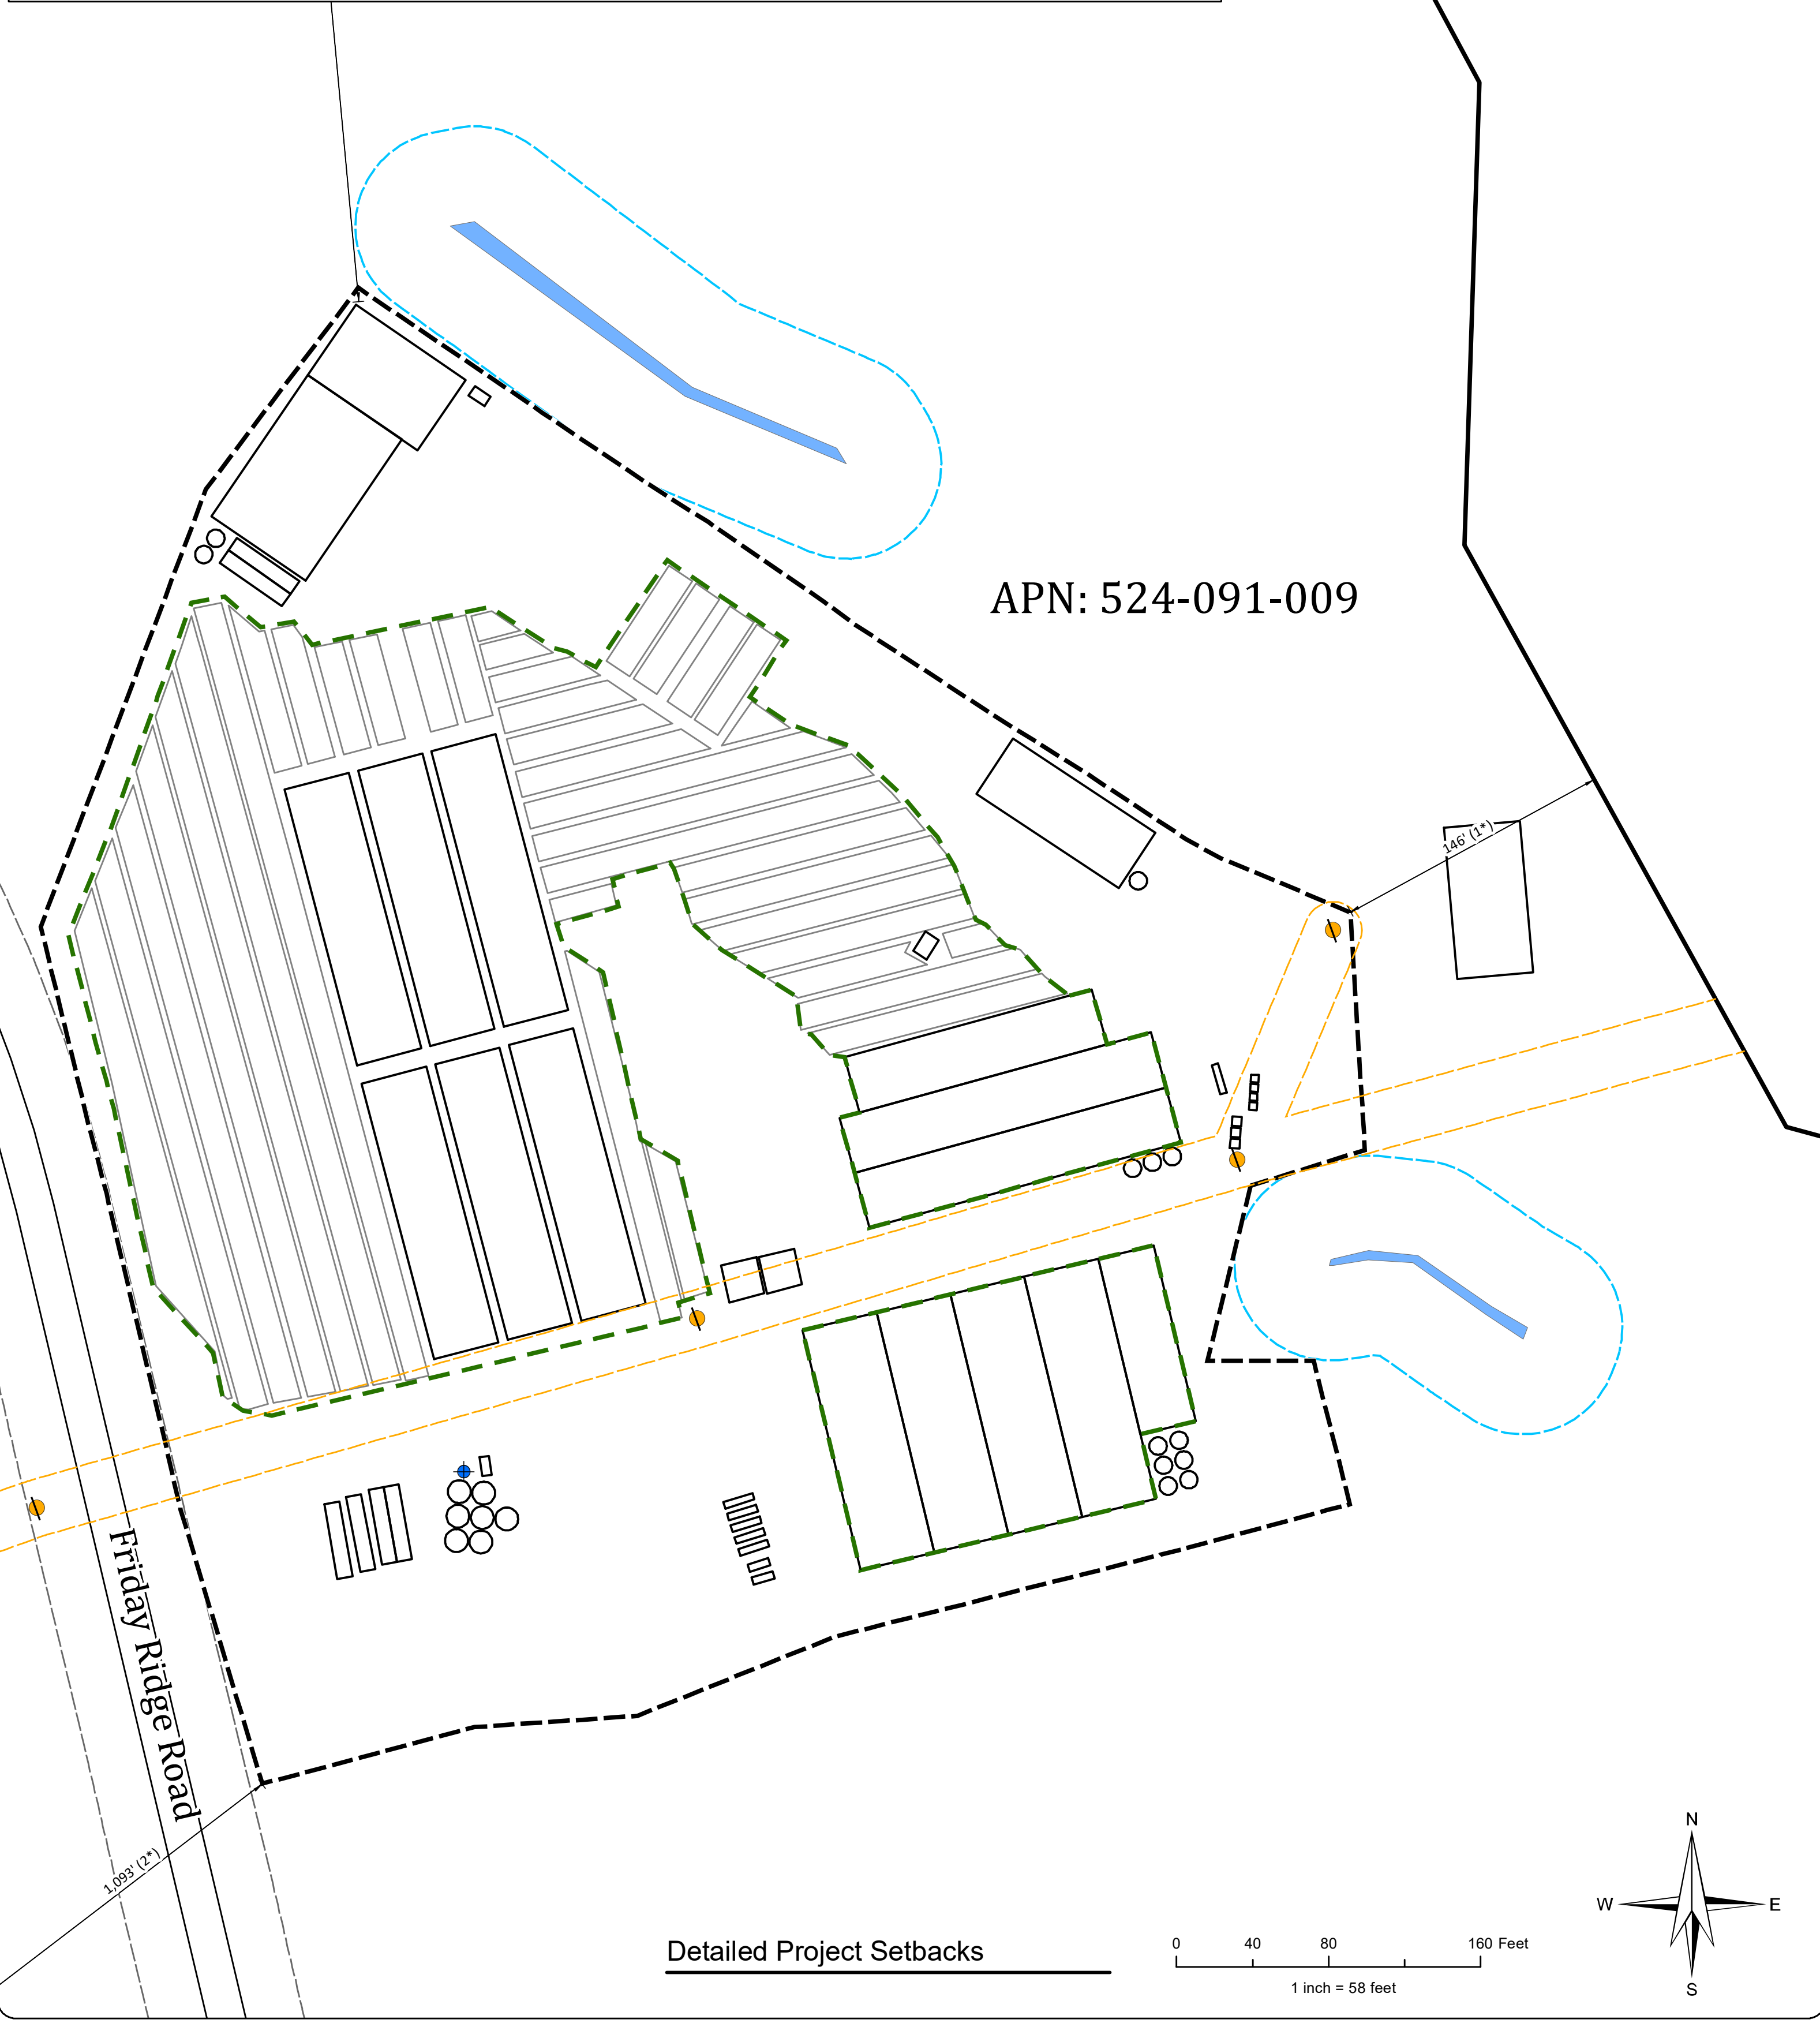 APN: 524-091-009
146' (1*)
Friday Ridge Road
1,093' (2*)
Detailed Project Setbacks
0 40 80 160 Feet
1 inch = 58 feet
N
W E
S